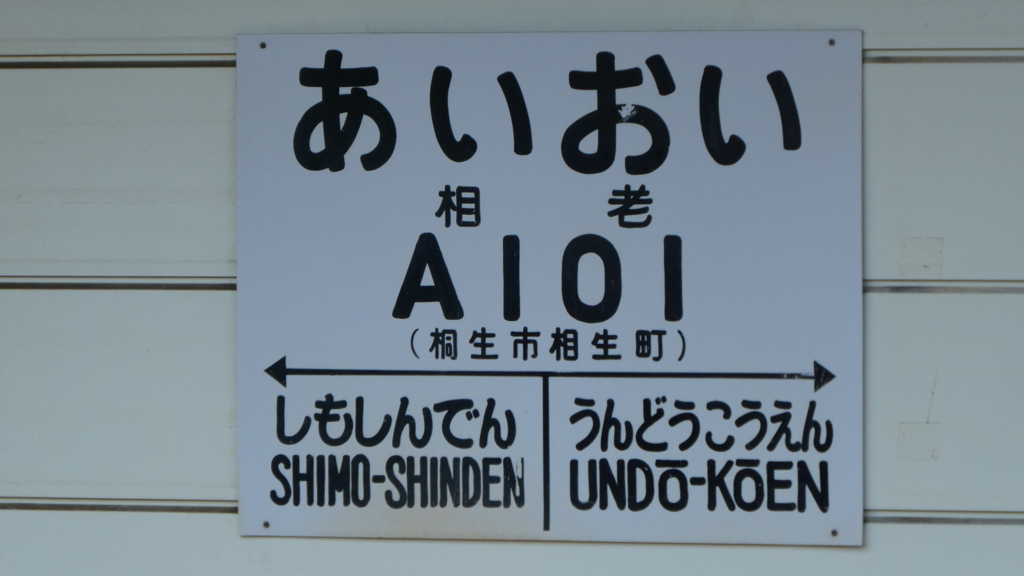 あいおい
相老
AIOI
(桐生市相生町)
しもしんでん
SHIMO-SHINDEN
うんどうこうえん
UNDŌ-KŌEN